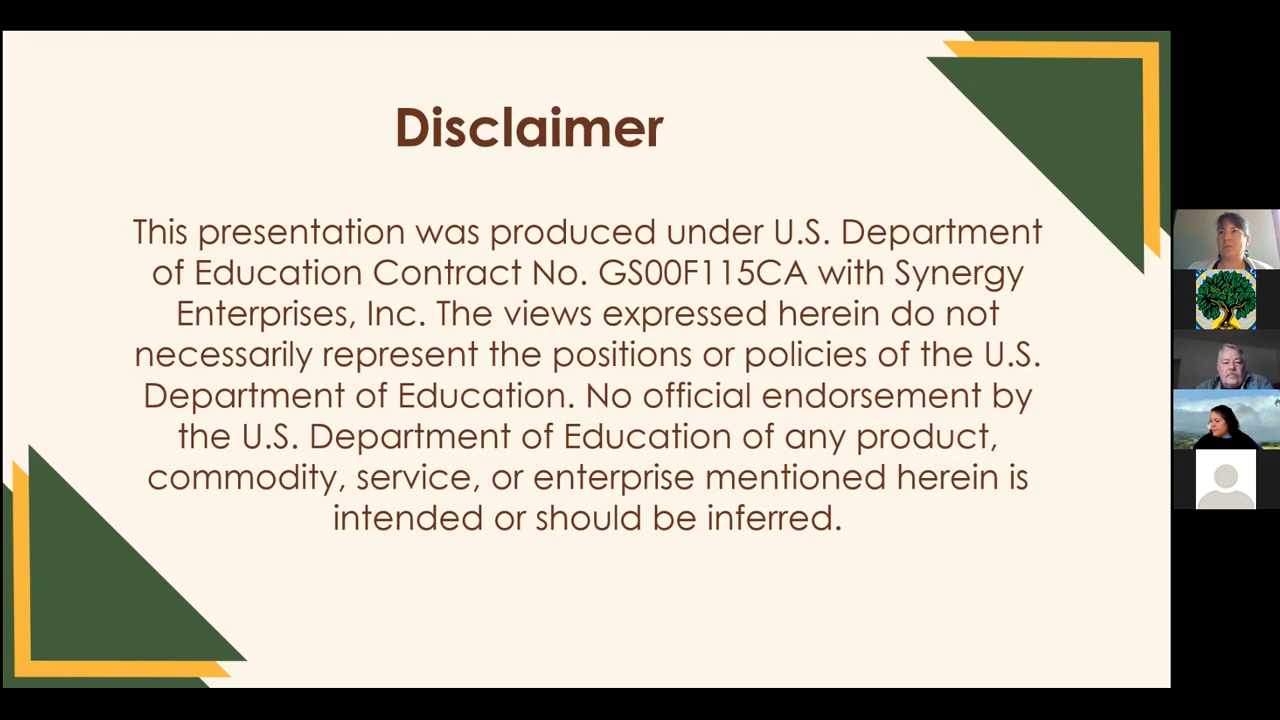 Disclaimer
This presentation was produced under U.S. Department
of Education Contract No. GS00F115CA with Synergy
Enterprises, Inc. The views expressed herein do not
necessarily represent the positions or policies of the U.S.
Department of Education. No official endorsement by
the U.S. Department of Education of any product,
commodity, service, or enterprise mentioned herein is
intended or should be inferred.